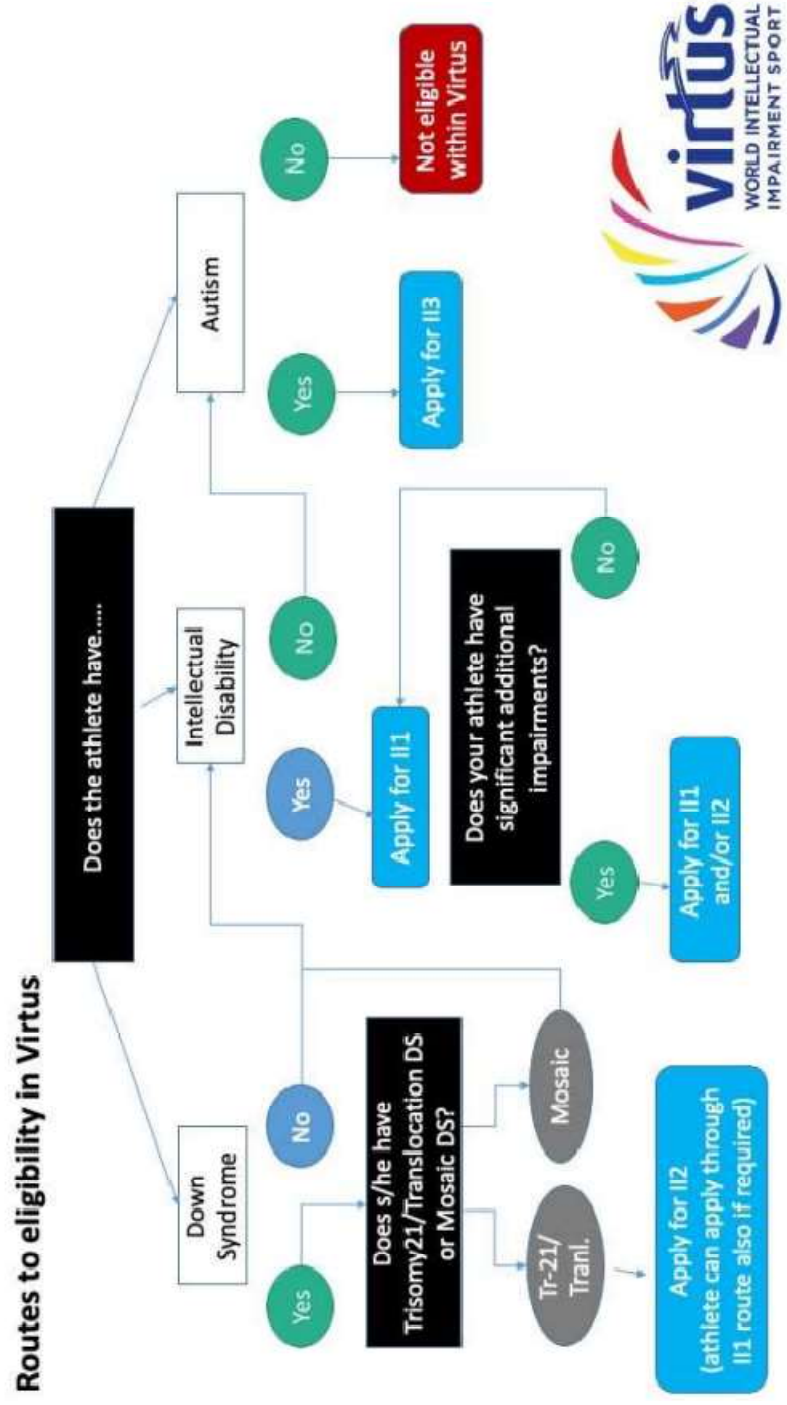 Routes to eligibility in Virtus
Does the athlete have.....
Down
Syndrome
Intellectual
Disability
Autism
Yes
No
Yes
No
Yes
No
Does s/he have
Trisomy21/Translocation DS
or Mosaic DS?
Apply for II1
Apply for II3
Not eligible
within Virtus
Does your athlete have
significant additional
impairments?
Tr-21/
Tranl.
Mosaic
Yes
No
Apply for II2
(athlete can apply through
II1 route also if required)
Apply for II1
and/or II2
virtus
WORLD INTELLECTUAL
IMPAIRMENT SPORT